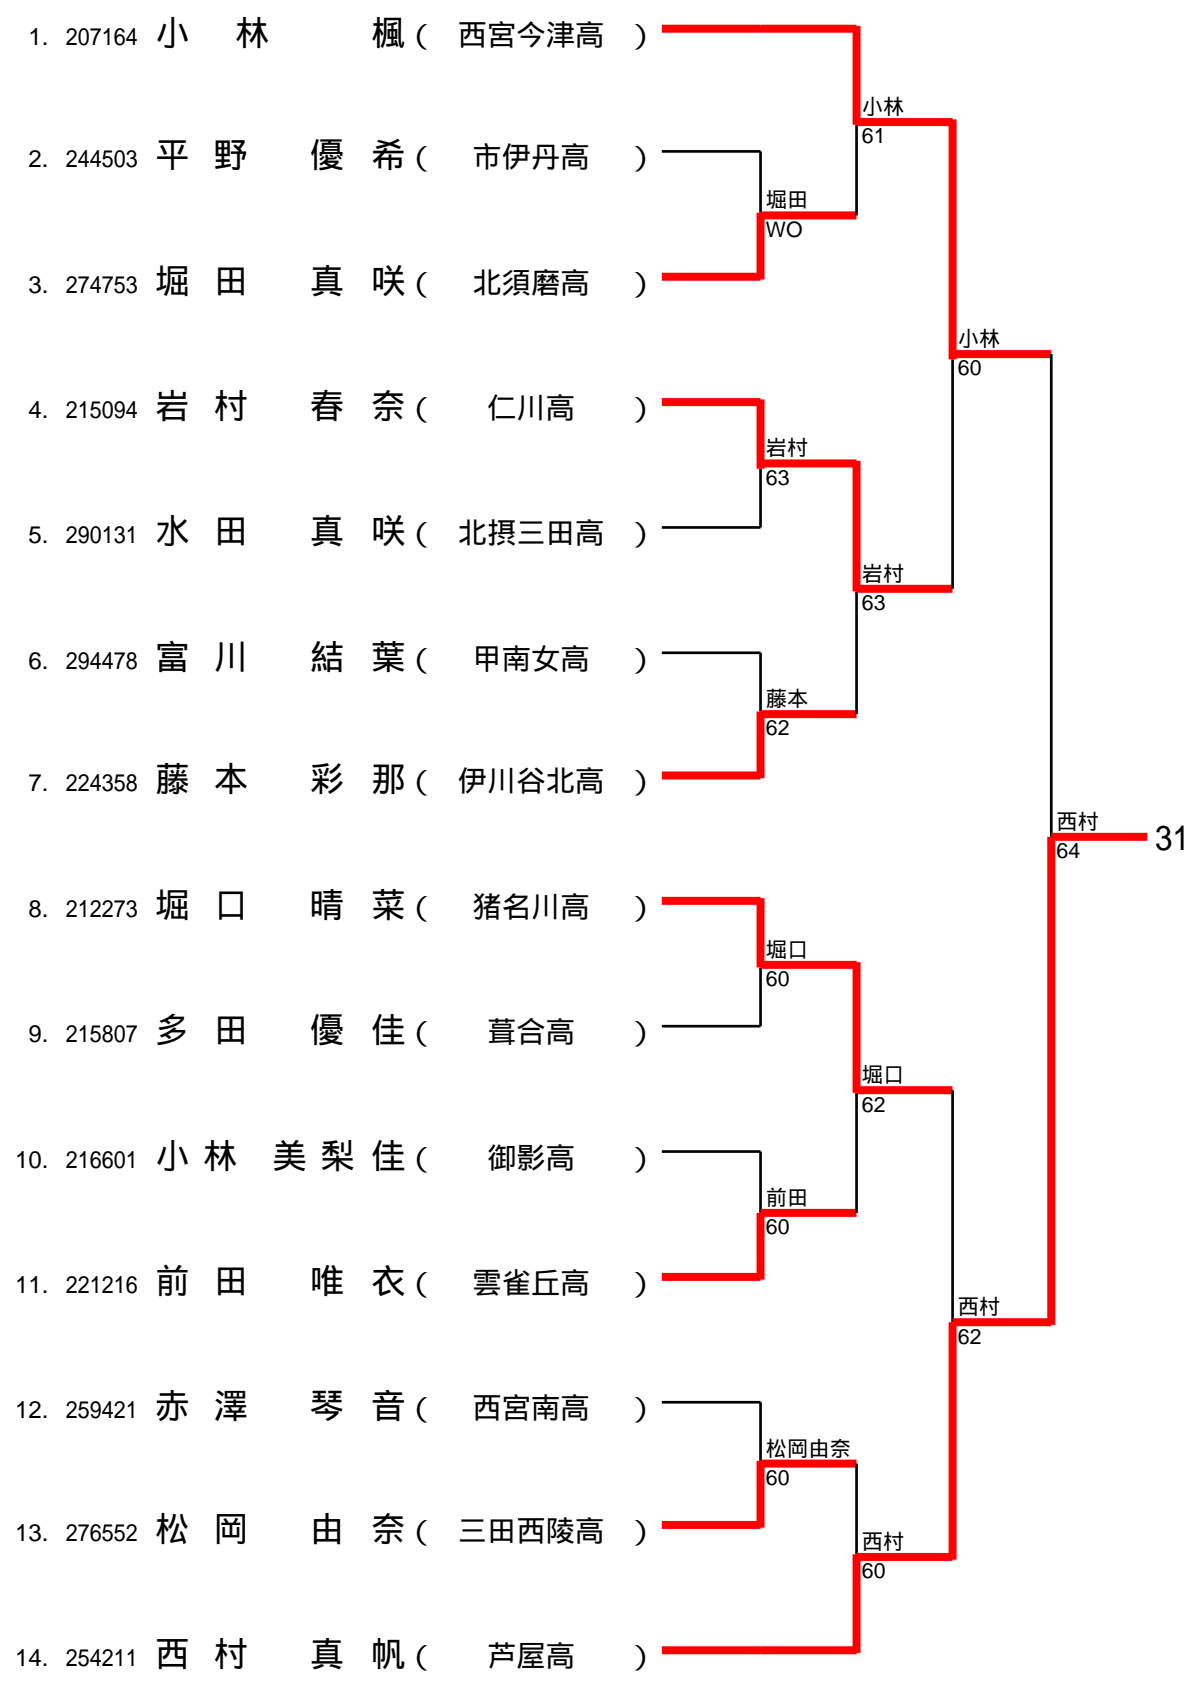 1. 207164 小 林 楓 ( 西宮今津高 )
小林
61
2. 244503 平 野 優 希 ( 市伊丹高 )
堀田
WO
3. 274753 堀 田 真 咲 ( 北須磨高 )
小林
60
4. 215094 岩 村 春 奈 ( 仁川高 )
岩村
63
5. 290131 水 田 真 咲 ( 北摂三田高 )
岩村
63
6. 294478 富 川 結 葉 ( 甲南女高 )
藤本
62
7. 224358 藤 本 彩 那 ( 伊川谷北高 )
西村
64
31
8. 212273 堀 口 晴 菜 ( 猪名川高 )
堀口
60
9. 215807 多 田 優 佳 ( 葺合高 )
堀口
62
10. 216601 小 林 美 梨 佳 ( 御影高 )
前田
60
11. 221216 前 田 唯 衣 ( 雲雀丘高 )
西村
62
12. 259421 赤 澤 琴 音 ( 西宮南高 )
松岡由奈
60
13. 276552 松 岡 由 奈 ( 三田西陵高 )
西村
60
14. 254211 西 村 真 帆 ( 芦屋高 )